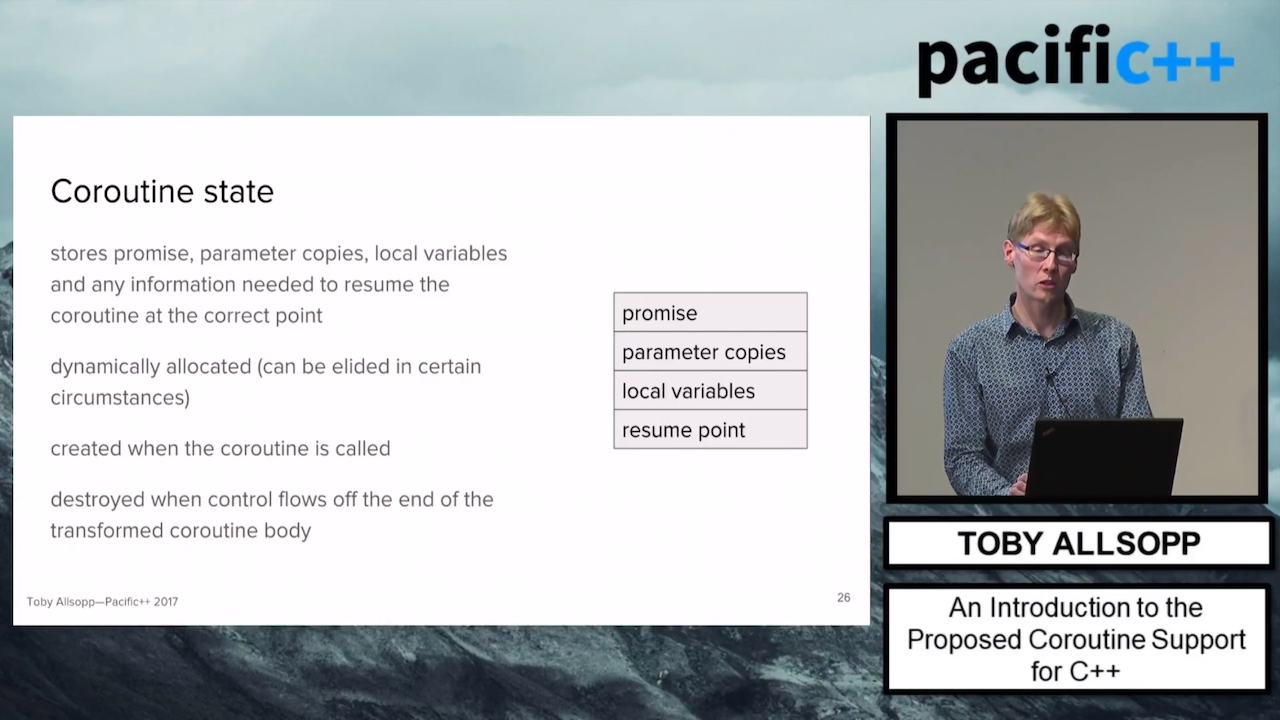 pacific++
Coroutine state
stores promise, parameter copies, local variables
and any information needed to resume the
coroutine at the correct point
dynamically allocated (can be elided in certain
circumstances)
created when the coroutine is called
destroyed when control flows off the end of the
transformed coroutine body
promise
parameter copies
local variables
resume point
Toby Allsopp—Pacific++ 2017
26
TOBY ALLSOPP
An Introduction to the
Proposed Coroutine Support
for C++